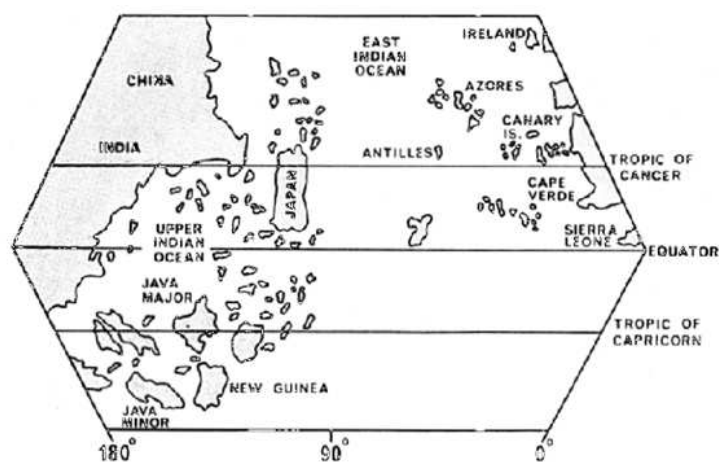 EAST
INDIAN
OCEAN
IRELAND
CHINA
AZORES
CANARY
IS.
INDIA
ANTILLES
TROPIC OF
CANCER
JAPAN
CAPE
VERDE
UPPER
INDIAN
OCEAN
SIERRA
LEONE
EQUATOR
JAVA
MAJOR
TROPIC OF
CAPRICORN
NEW GUINEA
JAVA
MINOR
180° 90° 0°